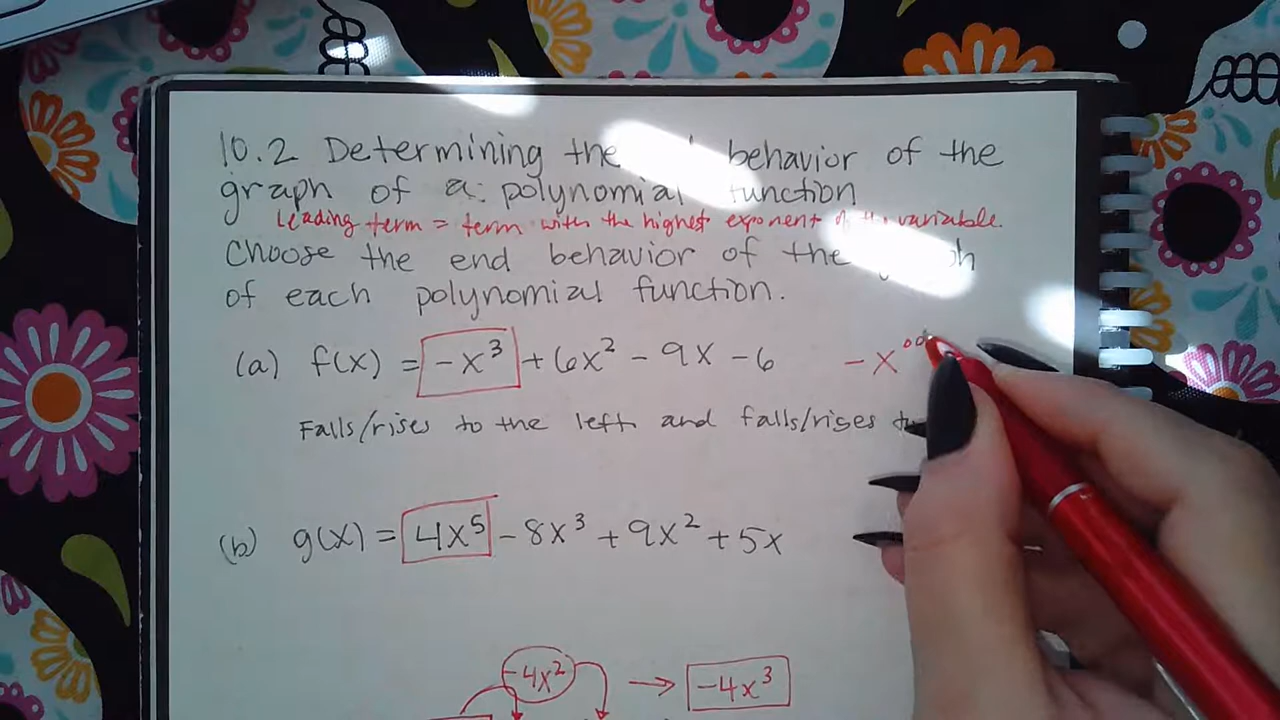 10.2 Determining the behavior of the
graph of a polynomial function
Leading term = term with the highest exponent the variable.
Choose the end behavior of the
of each polynomial function.
(a) f(x) = -x³ + 6x² - 9x - 6 -x
Falls/rises to the left and falls/rises
(b) g(x) = 4x⁵ - 8x³ + 9x² + 5x
-4x² → -4x³